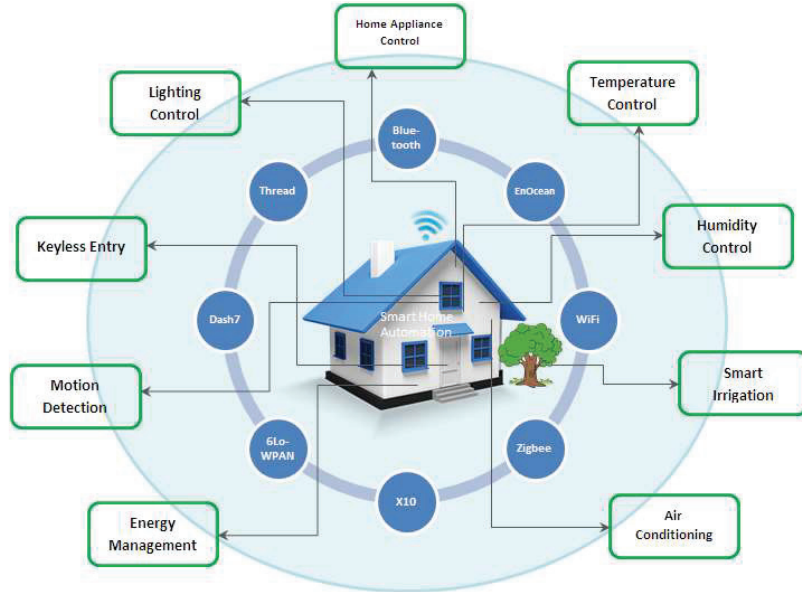 Home Appliance
Control
Temperature
Control
Lighting
Control
Blue-
tooth
Thread
EnOcean
Keyless Entry
Humidity
Control
Dash7
Smart Home
Automation
WiFi
Motion
Detection
Smart
Irrigation
6Lo-
WPAN
Zigbee
X10
Energy
Management
Air
Conditioning